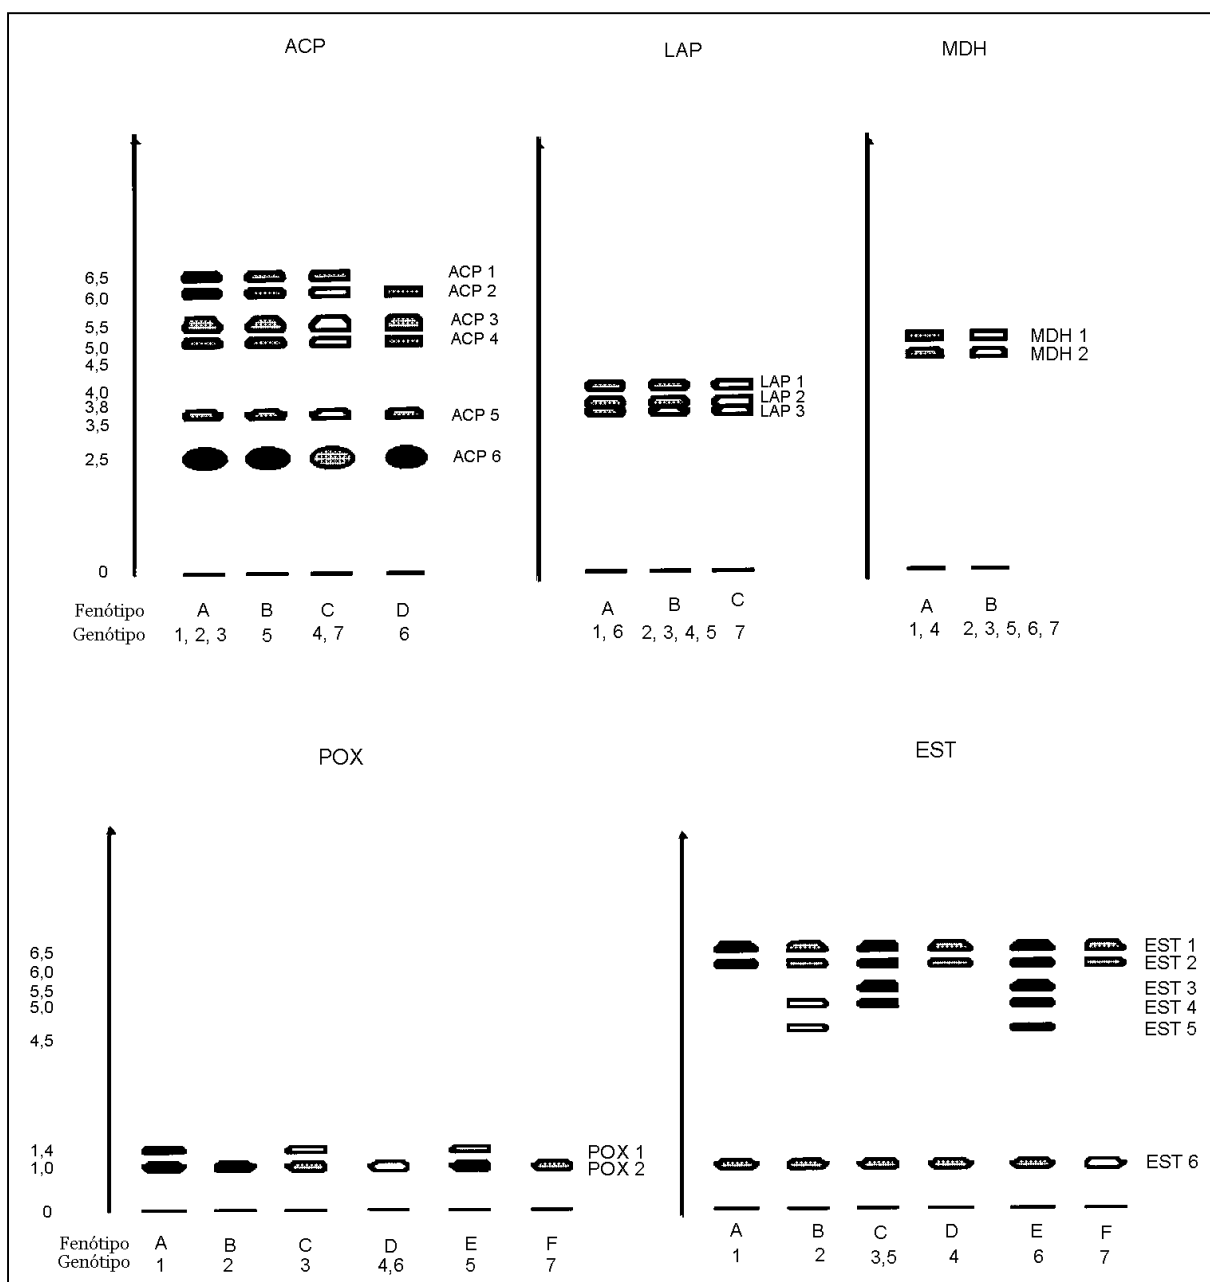 ACP
LAP
MDH
6,5
6,0
5,5
5,0
4,5
4,0
3,8
3,5
2,5
0
ACP 1
ACP 2
ACP 3
ACP 4
ACP 5
ACP 6
LAP 1
LAP 2
LAP 3
MDH 1
MDH 2
Fenótipo A B C D A B C A B
Genótipo 1, 2, 3 5 4, 7 6 1, 6 2, 3, 4, 5 7 1, 4 2, 3, 5, 6, 7
POX
EST
6,5
6,0
5,5
5,0
4,5
1,4
1,0
0
POX 1
POX 2
EST 1
EST 2
EST 3
EST 4
EST 5
EST 6
Fenótipo A B C D E F A B C D E F
Genótipo 1 2 3 4,6 5 7 1 2 3,5 4 6 7